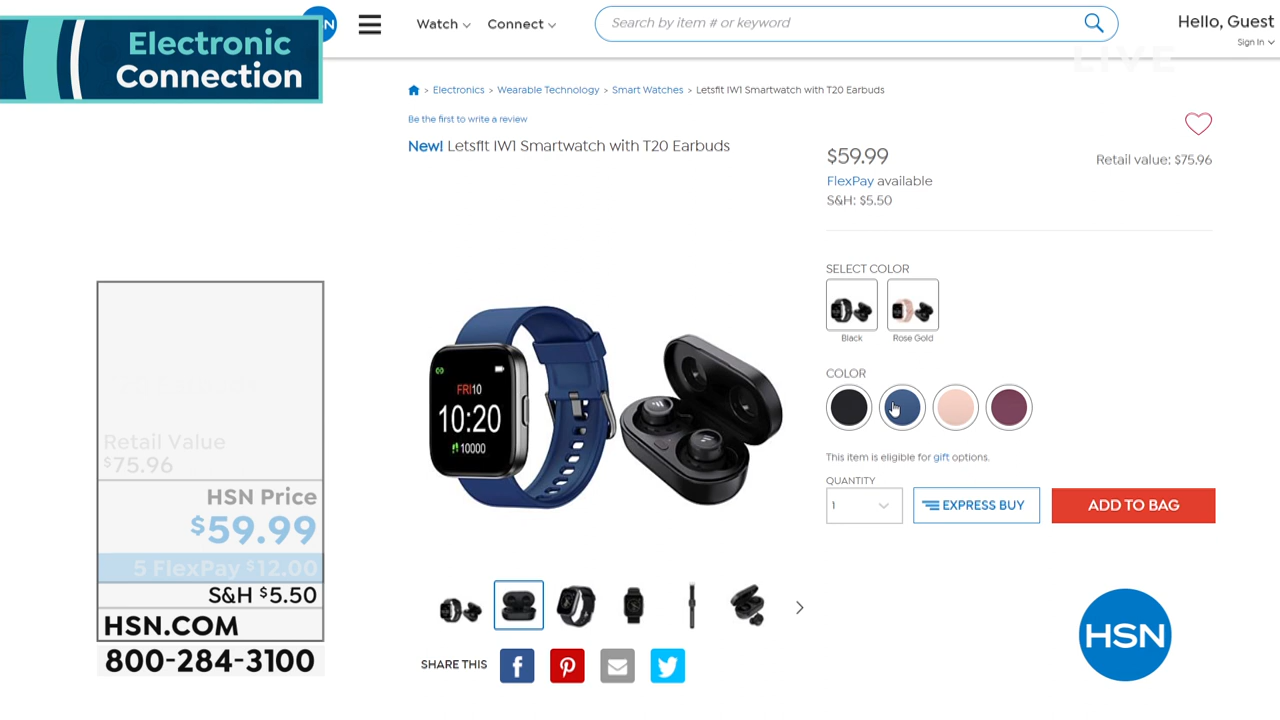 Electronic
Connection
N
Watch
Connect
Search by item # or keyword
Hello, Guest
Sign In
LIVE
> Electronics > Wearable Technology > Smart Watches > Letsfit IW1 Smartwatch with T20 Earbuds
Be the first to write a review
New! Letsfit IW1 Smartwatch with T20 Earbuds
$59.99
Retail value: $75.96
FlexPay available
S&H: $5.50
SELECT COLOR
Black
Rose Gold
COLOR
FRI10
10:20
10000
This item is eligible for gift options.
QUANTITY
1
EXPRESS BUY
ADD TO BAG
Retail Value
$75.96
HSN Price
$59.99
5 FlexPay $12.00
S&H $5.50
HSN.COM
800-284-3100
SHARE THIS
HSN